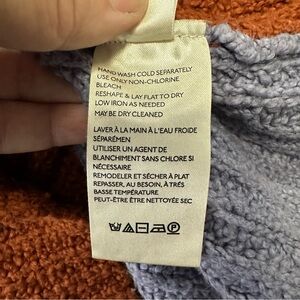 HAND WASH COLD SEPARATELY
USE ONLY NON-CHLORINE
BLEACH
RESHAPE & LAY FLAT TO DRY
LOW IRON AS NEEDED
MAY BE DRY CLEANED
LAVER À LA MAIN À L'EAU FROIDE
SÉPARÉMEN
UTILISER UN AGENT DE
BLANCHIMENT SANS CHLORE SI
NÉCESSAIRE
REMODELER ET SÉCHER À PLAT
REPASSER, AU BESOIN, À TRÈS
BASSE TEMPÉRATURE
PEUT-ÊTRE ÊTRE NETTOYÉE SEC